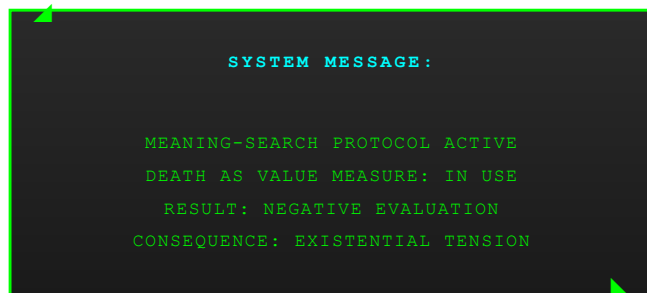 SYSTEM MESSAGE:
MEANING-SEARCH PROTOCOL ACTIVE
DEATH AS VALUE MEASURE: IN USE
RESULT: NEGATIVE EVALUATION
CONSEQUENCE: EXISTENTIAL TENSION